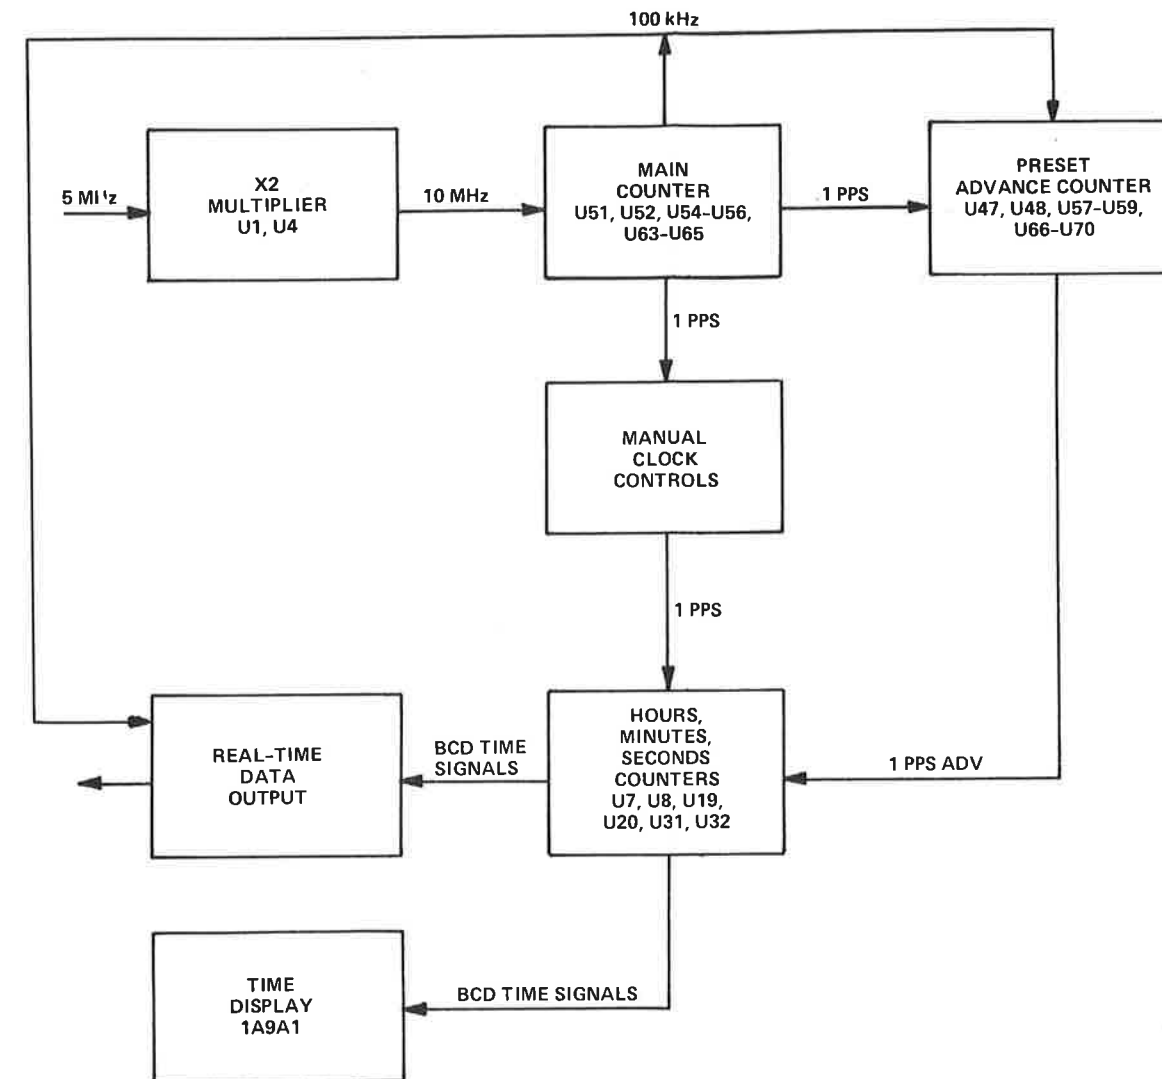 100 kHz
5 MHz
X2
MULTIPLIER
U1, U4
10 MHz
MAIN
COUNTER
U51, U52, U54-U56,
U63-U65
1 PPS
PRESET
ADVANCE COUNTER
U47, U48, U57-U59,
U66-U70
1 PPS
MANUAL
CLOCK
CONTROLS
1 PPS
REAL-TIME
DATA
OUTPUT
BCD TIME
SIGNALS
HOURS,
MINUTES,
SECONDS
COUNTERS
U7, U8, U19,
U20, U31, U32
1 PPS ADV
TIME
DISPLAY
1A9A1
BCD TIME SIGNALS